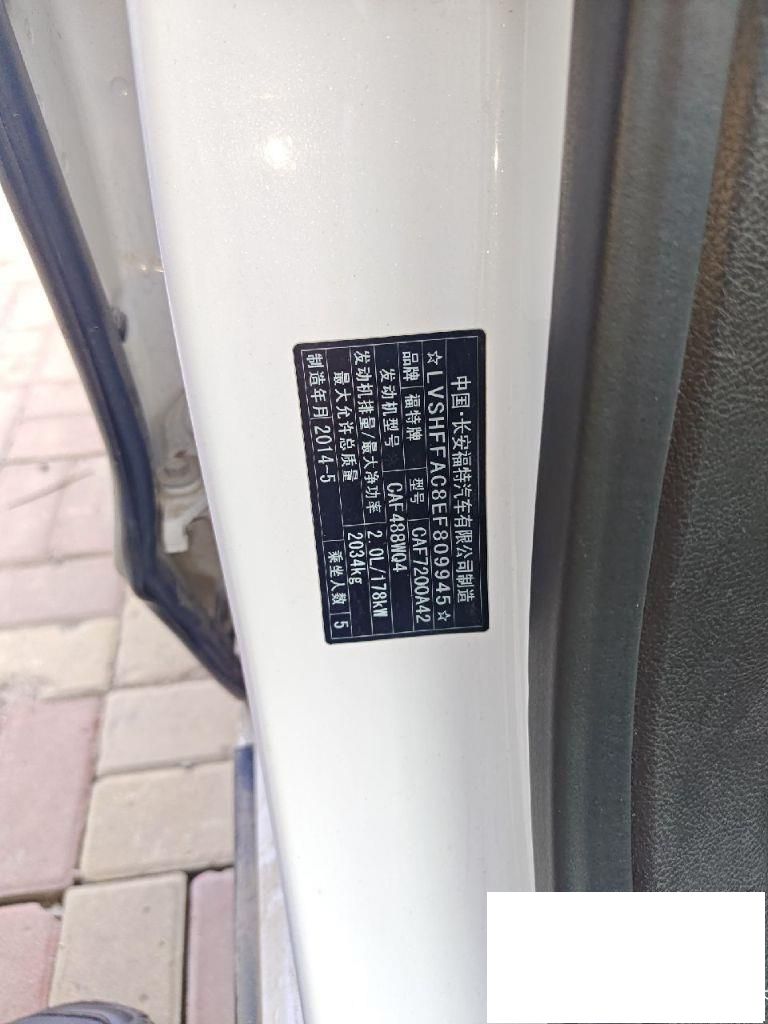 中国·长安福特汽车有限公司制造
☆LVSHFFAC8EF809945☆
品牌 福特牌 型号 CAF7200A42
发动机型号 CAF488WQ4
发动机排量/最大净功率 2.0L/178kW
最大允许总质量 2034kg
制造年月 2014-5 乘坐人数 5